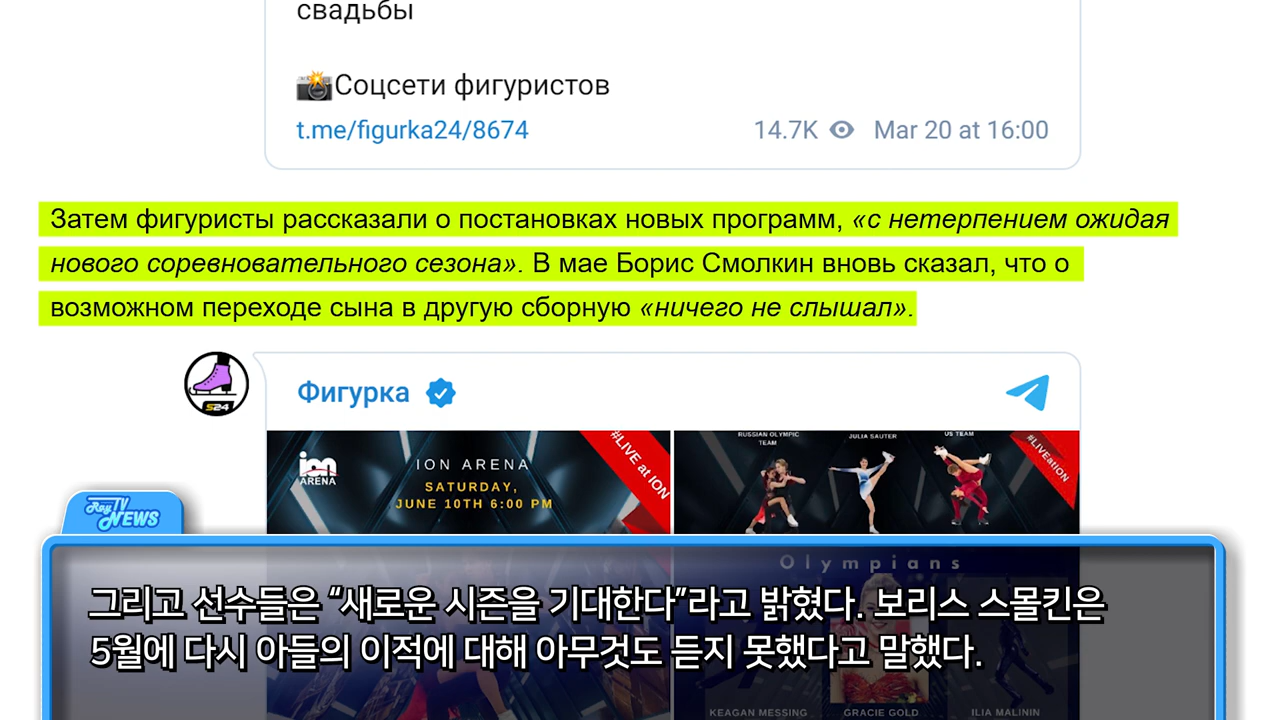 свадьбы
📸Соцсети фигуристов
t.me/figurka24/8674 14.7K Mar 20 at 16:00
Затем фигуристы рассказали о постановках новых программ, «с нетерпением ожидая
нового соревновательного сезона». В мае Борис Смолкин вновь сказал, что о
возможном переходе сына в другую сборную «ничего не слышал».
S24
Фигурка
ion
ARENA
ION ARENA
SATURDAY,
JUNE 10TH 6:00 PM
#LIVE at ION
RUSSIAN OLYMPIC
TEAM
JULIA SAUTER
US TEAM
#LIVEatION
Olympians
KEAGAN MESSING
GRACIE GOLD
ILIA MALININ
RoyTV
NEWS
그리고 선수들은 “새로운 시즌을 기대한다”라고 밝혔다. 보리스 스몰킨은
5월에 다시 아들의 이적에 대해 아무것도 듣지 못했다고 말했다.